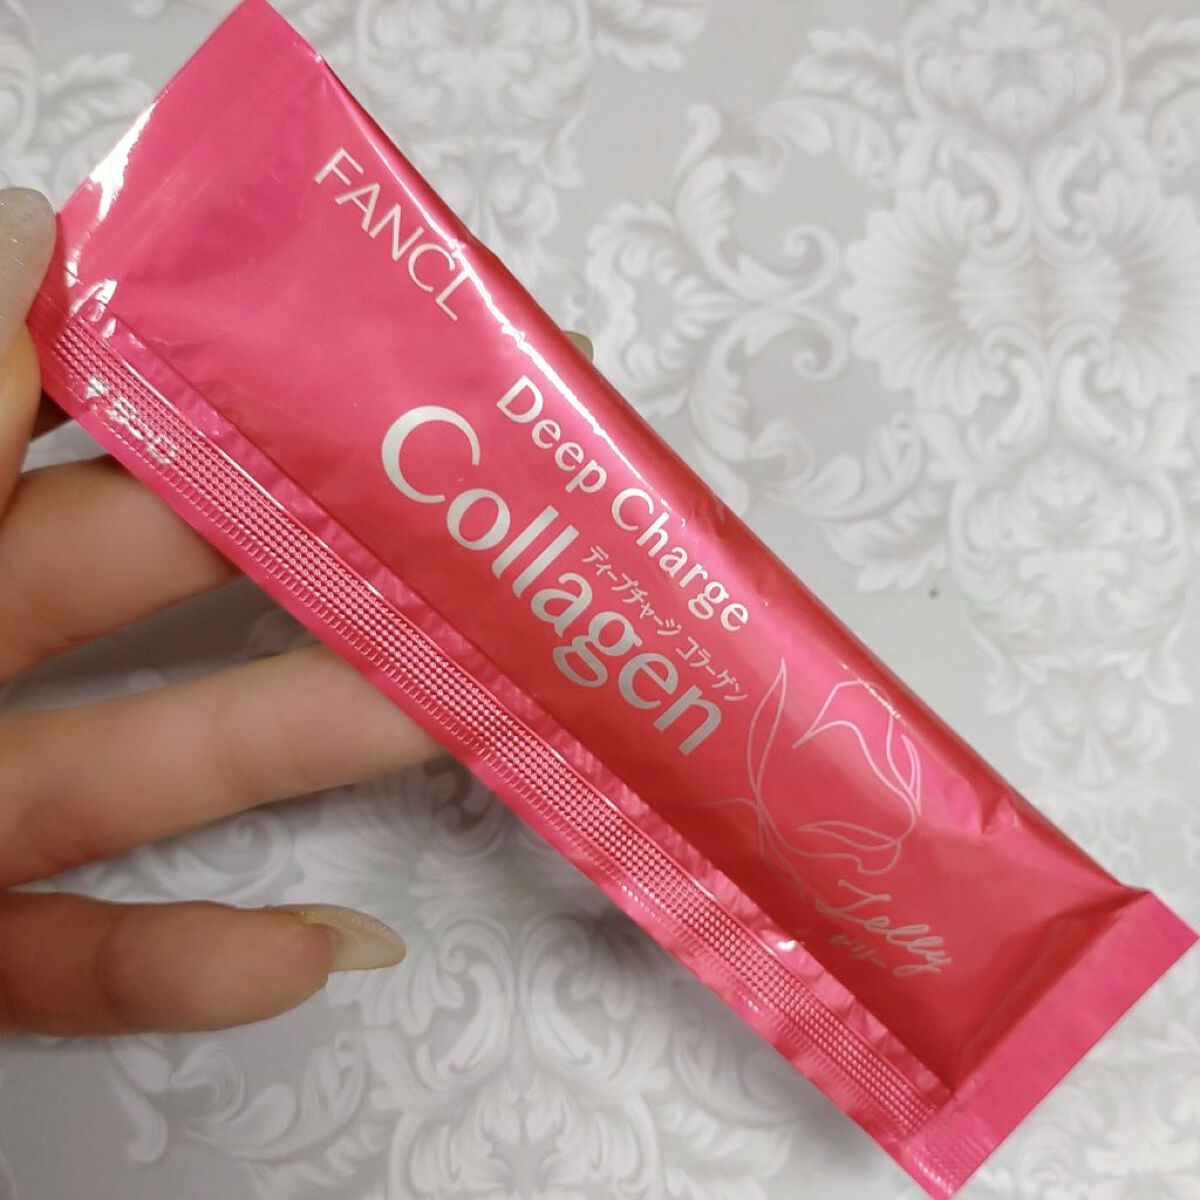 FANCL
Deep Charge
Collagen
ディープチャージ コラーゲン
Jelly
ゼリー